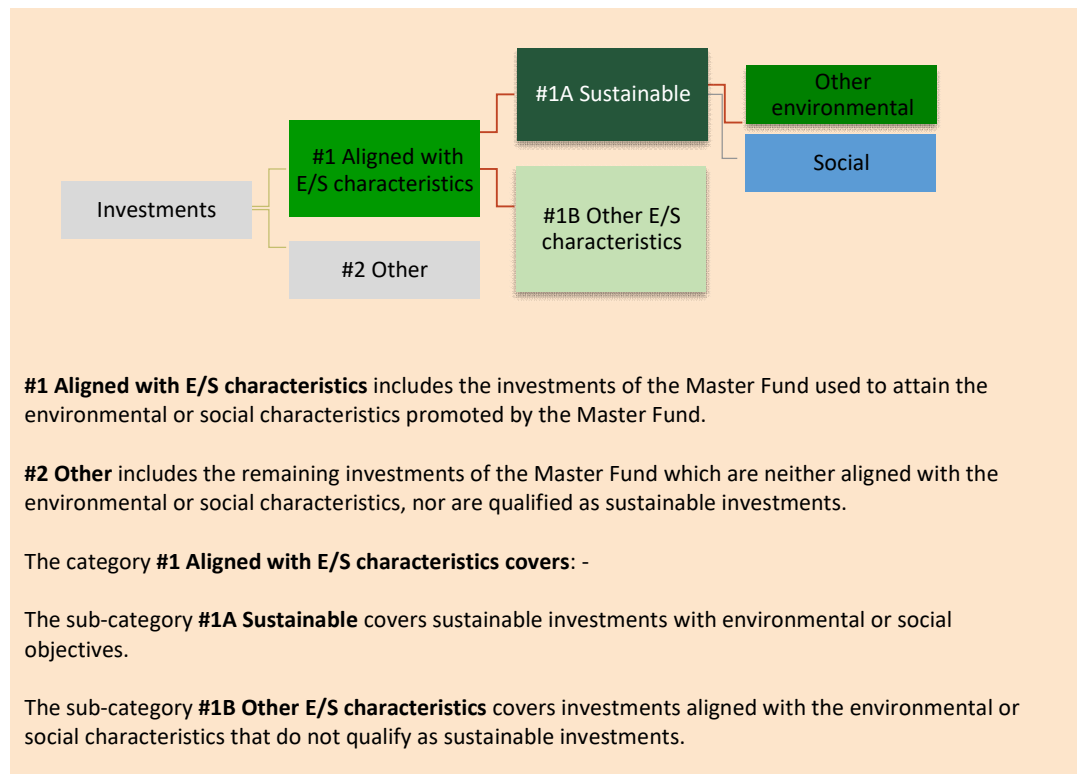 #1A Sustainable
Other
environmental
Social
#1 Aligned with
E/S characteristics
Investments
#1B Other E/S
characteristics
#2 Other
#1 Aligned with E/S characteristics includes the investments of the Master Fund used to attain the
environmental or social characteristics promoted by the Master Fund.
#2 Other includes the remaining investments of the Master Fund which are neither aligned with the
environmental or social characteristics, nor are qualified as sustainable investments.
The category #1 Aligned with E/S characteristics covers: -
The sub-category #1A Sustainable covers sustainable investments with environmental or social
objectives.
The sub-category #1B Other E/S characteristics covers investments aligned with the environmental or
social characteristics that do not qualify as sustainable investments.